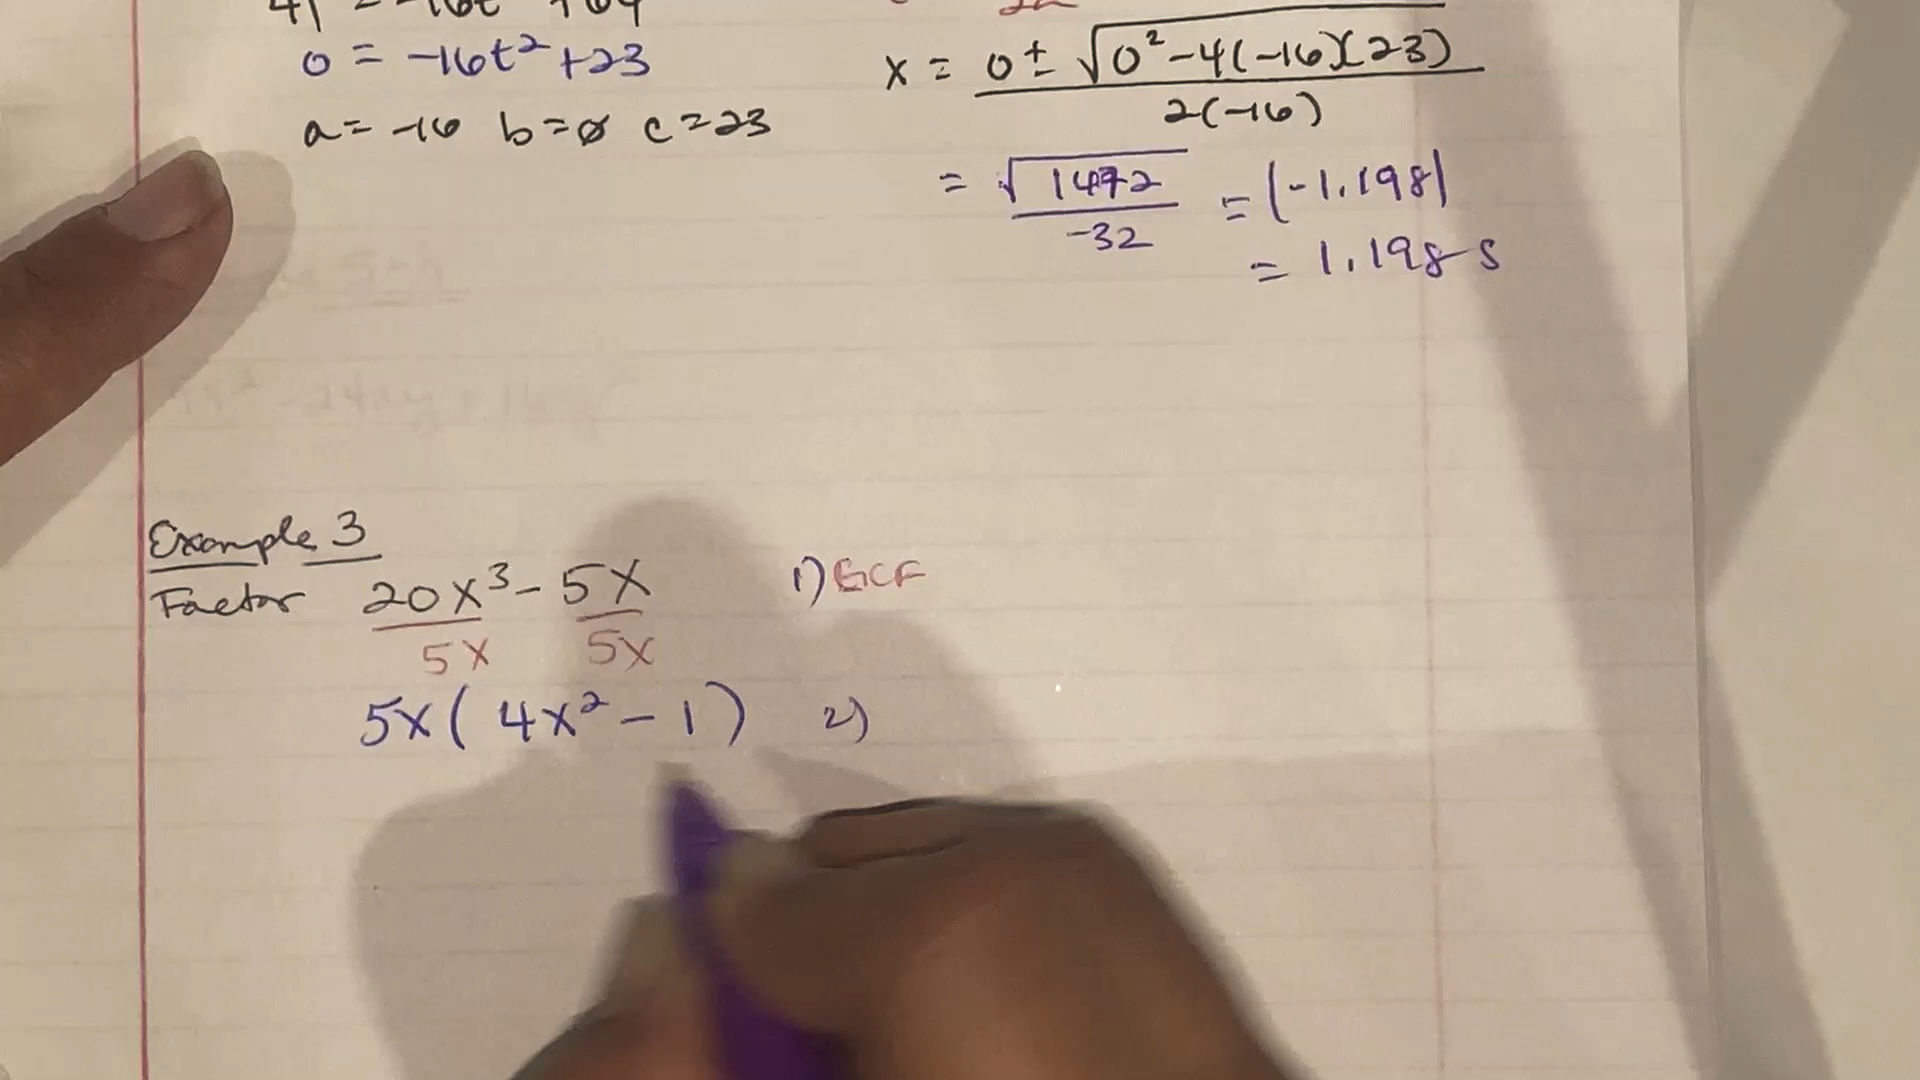 0 = -16t² + 23
a = -16 b = 0 c = 23
x = 0 ± √0² - 4(-16)(23)
2(-16)
= √1472
-32
= |-1.198|
= 1.198 s
Example 3
Factor 20x³ - 5x 1) GCF
5x 5x
5x( 4x² - 1) 2)